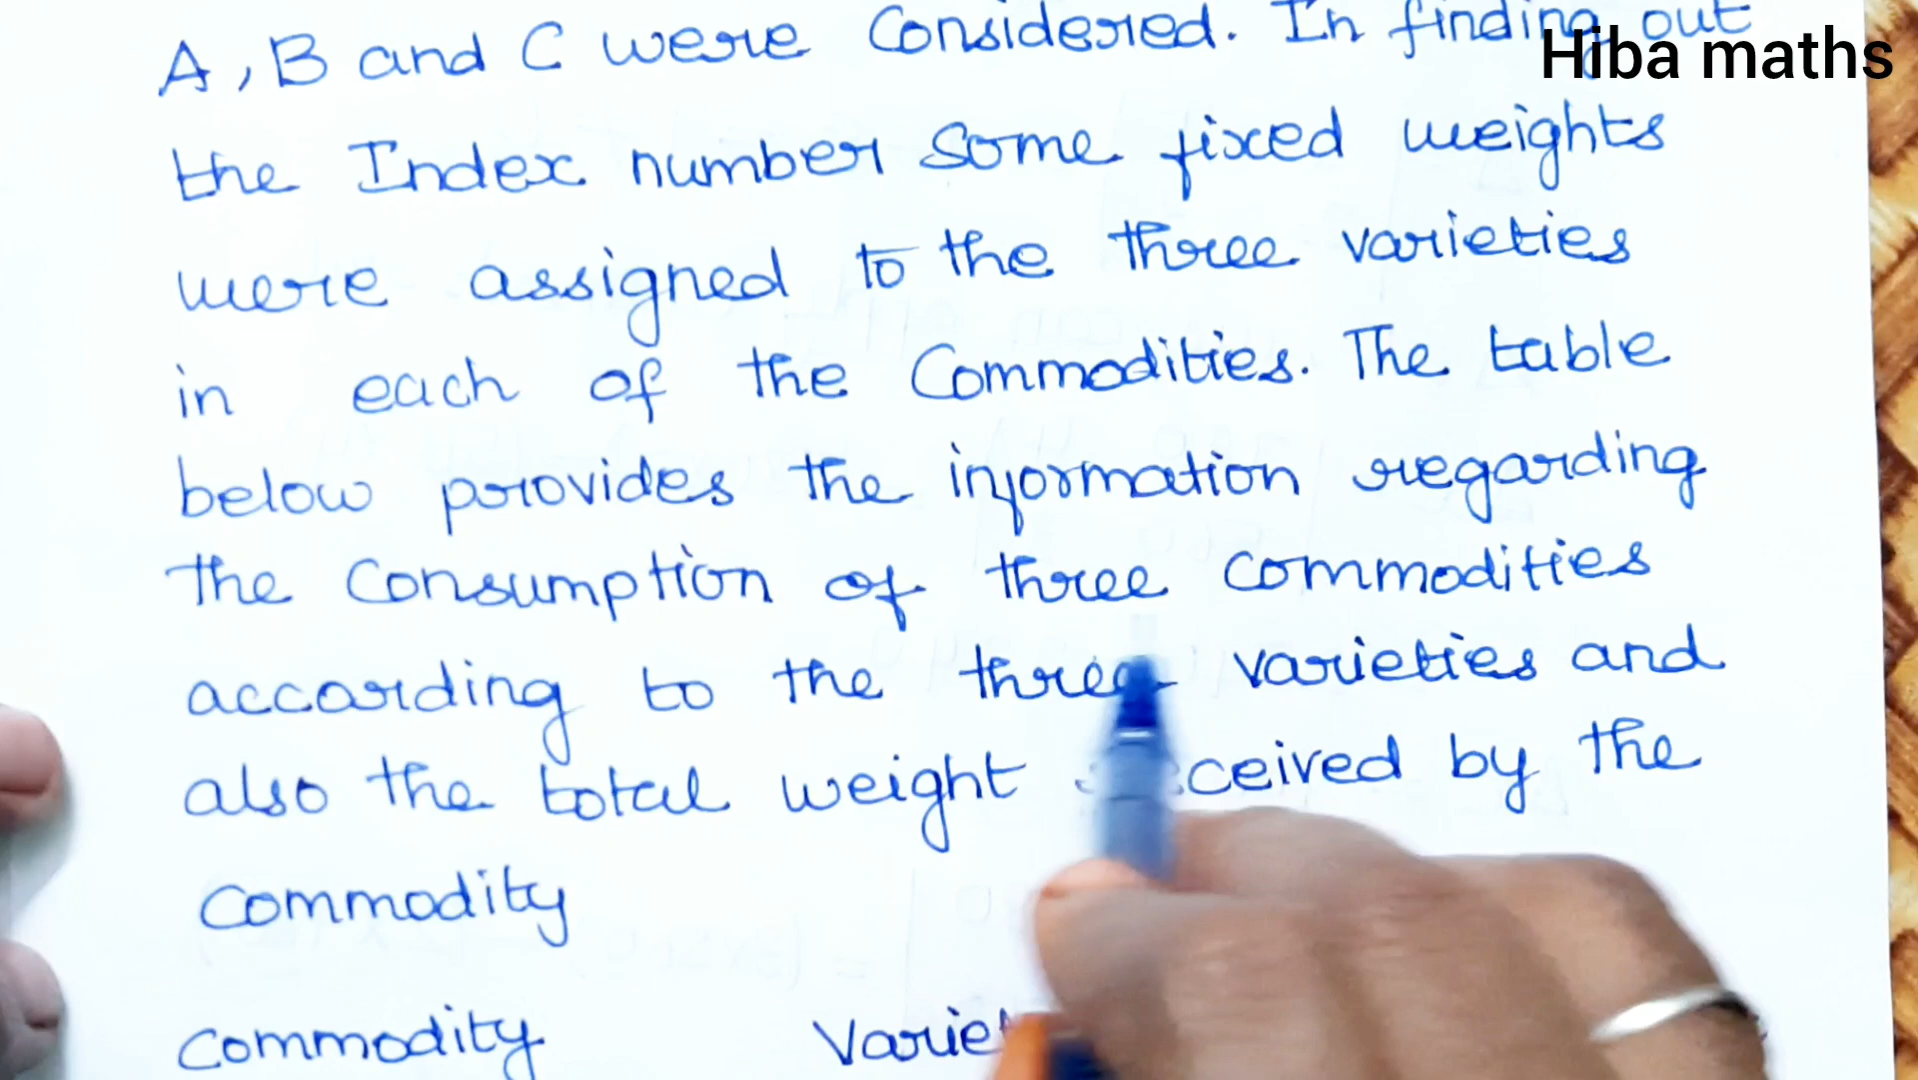 A, B and C were Considered. In finding out
Hiba maths
the Index number Some fixed weights
were assigned to the three varieties
in each of the Commodities. The table
below provides the information regarding
the Consumption of three commodities
according to the three varieties and
also the total weight by the
Commodity
Commodity